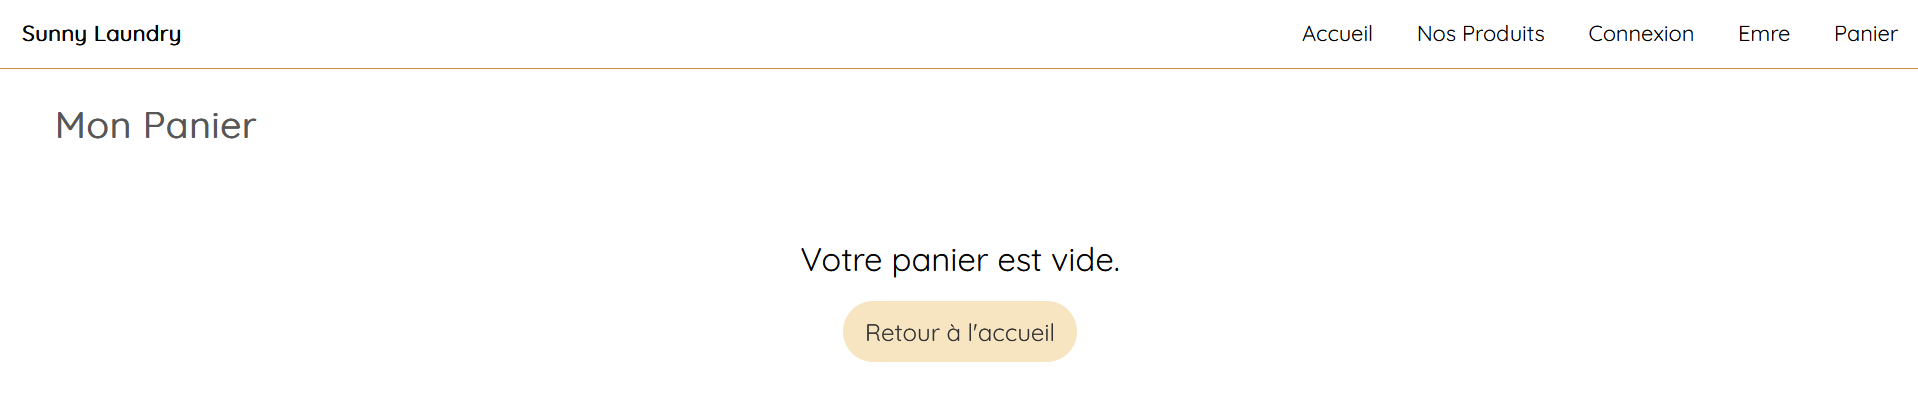 Sunny Laundry Accueil Nos Produits Connexion Emre Panier
Mon Panier
Votre panier est vide.
Retour à l'accueil